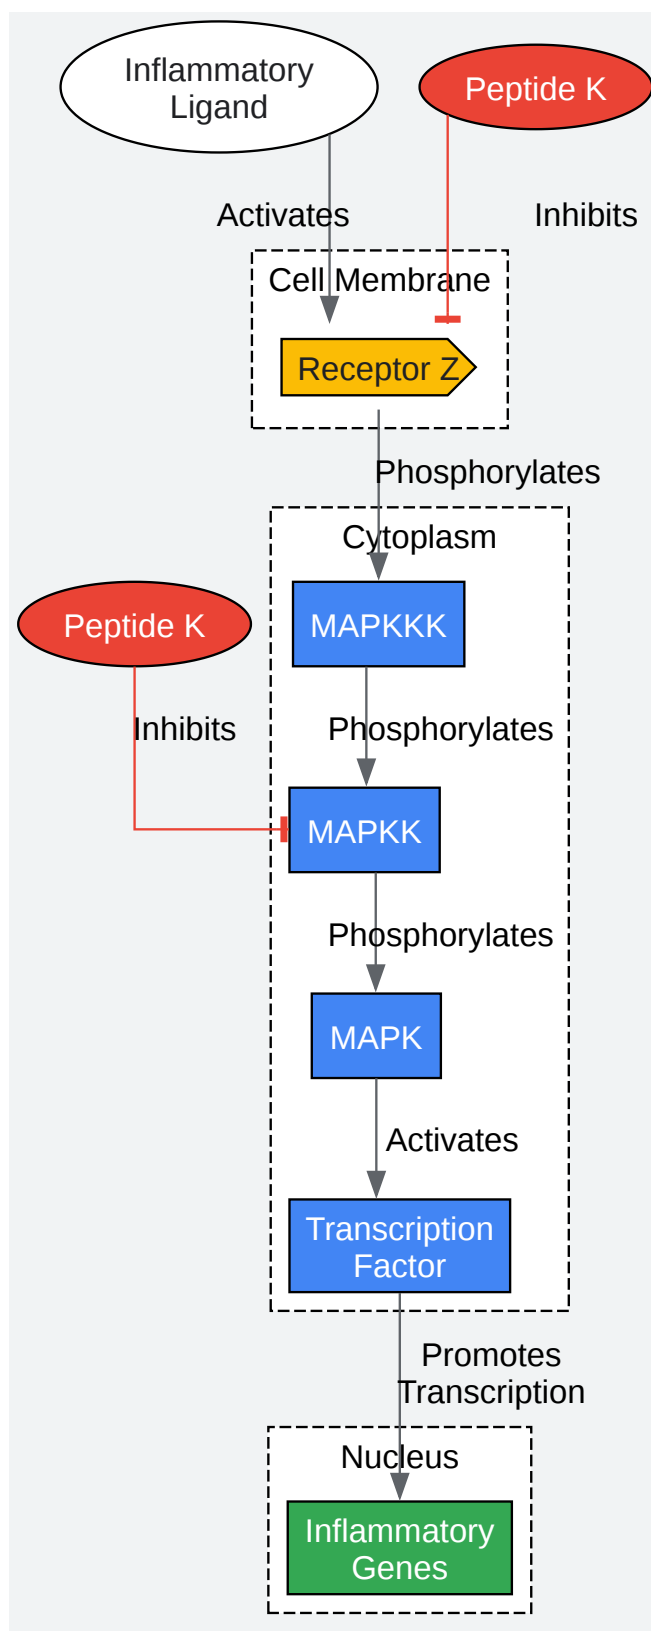 Inflammatory
Ligand
Peptide K
Activates
Inhibits
Cell Membrane
Receptor Z
Phosphorylates
Cytoplasm
MAPKKK
Peptide K
Inhibits
Phosphorylates
MAPKK
Phosphorylates
MAPK
Activates
Transcription
Factor
Promotes
Transcription
Nucleus
Inflammatory
Genes